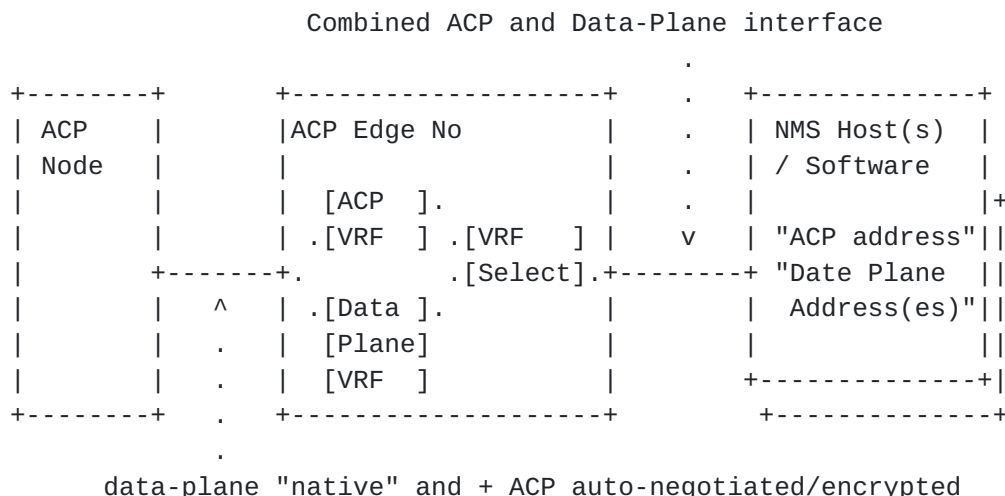 Combined ACP and Data-Plane interface
.
+--------+ +--------------------+ . +--------------+
| ACP | |ACP Edge No | . | NMS Host(s) |
| Node | | | . | / Software |
| | | [ACP ]. | . | |+
| | | .[VRF ] .[VRF ] | v | "ACP address"||
| +-------+. .[Select].+--------+ "Date Plane ||
| | ^ | .[Data ]. | | Address(es)"||
| | . | [Plane] | | ||
| | . | [VRF ] | +--------------+|
+--------+ . +--------------------+ +--------------+
.
data-plane "native" and + ACP auto-negotiated/encrypted